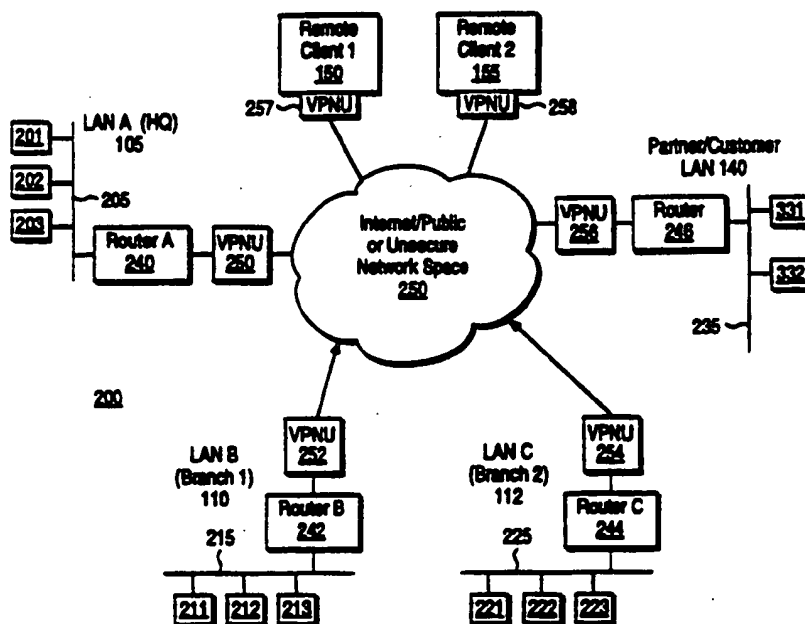 Remote
Client 1
150
VPNU
257
Remote
Client 2
155
VPNU
258
LAN A (HQ)
105
201
202
203
205
Router A
240
VPNU
250
Internet/Public
or Unsecure
Network Space
250
Partner/Customer
LAN 140
VPNU
256
Router
246
331
332
235
200
VPNU
252
LAN B
(Branch 1)
110
Router B
242
215
211
212
213
VPNU
254
LAN C
(Branch 2)
112
Router C
244
225
221
222
223